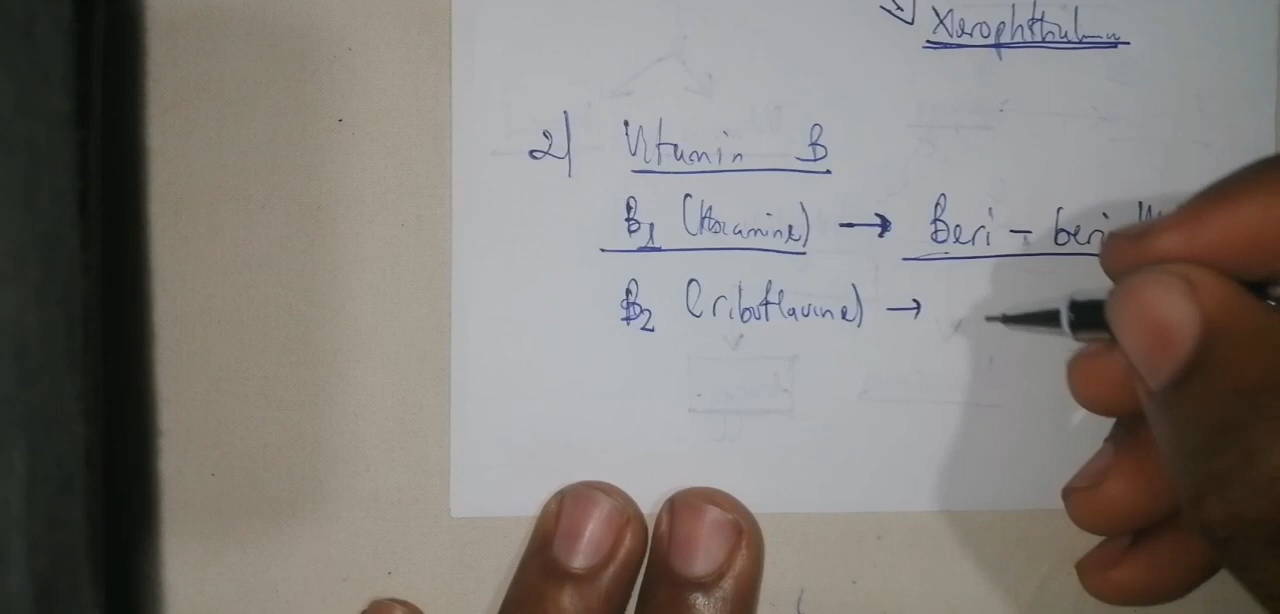 Xerophthalmia
2) Vitamin B
B1 (thiamine) → Beri - beri
B2 (riboflavine) →